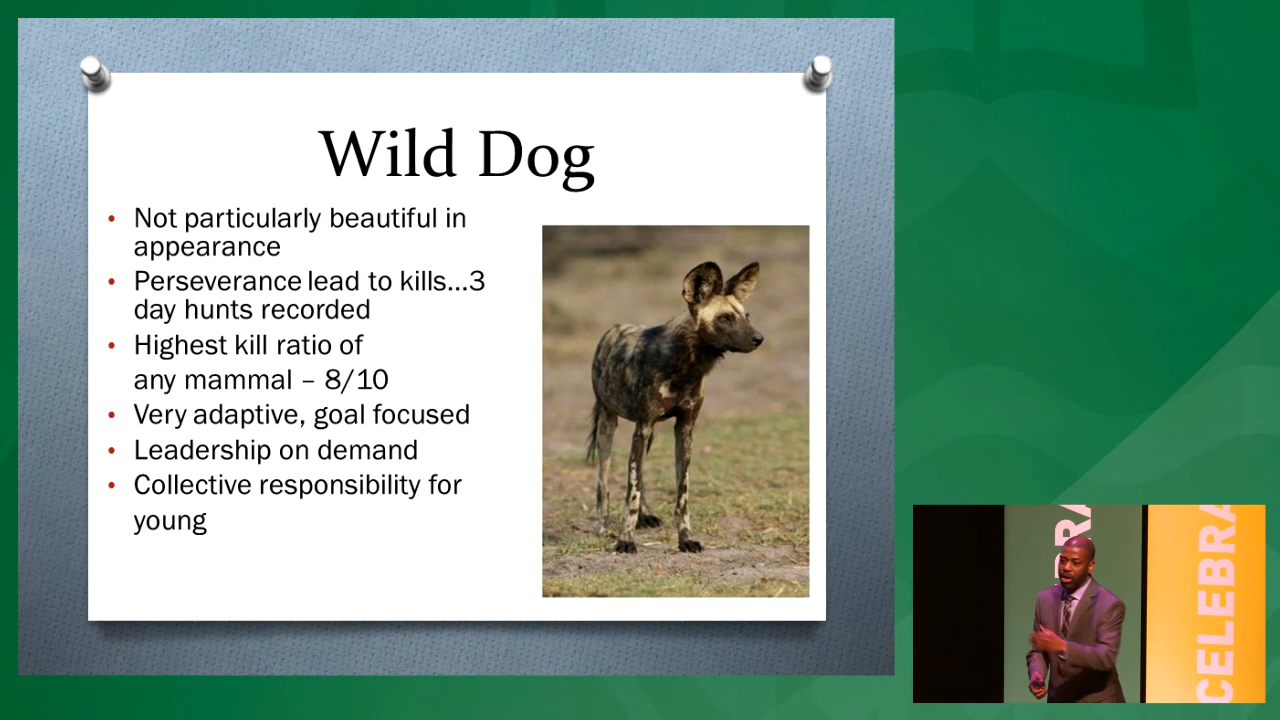 Wild Dog
• Not particularly beautiful in
appearance
• Perseverance lead to kills...3
day hunts recorded
• Highest kill ratio of
any mammal – 8/10
• Very adaptive, goal focused
• Leadership on demand
• Collective responsibility for
young
RA
CELEBRA